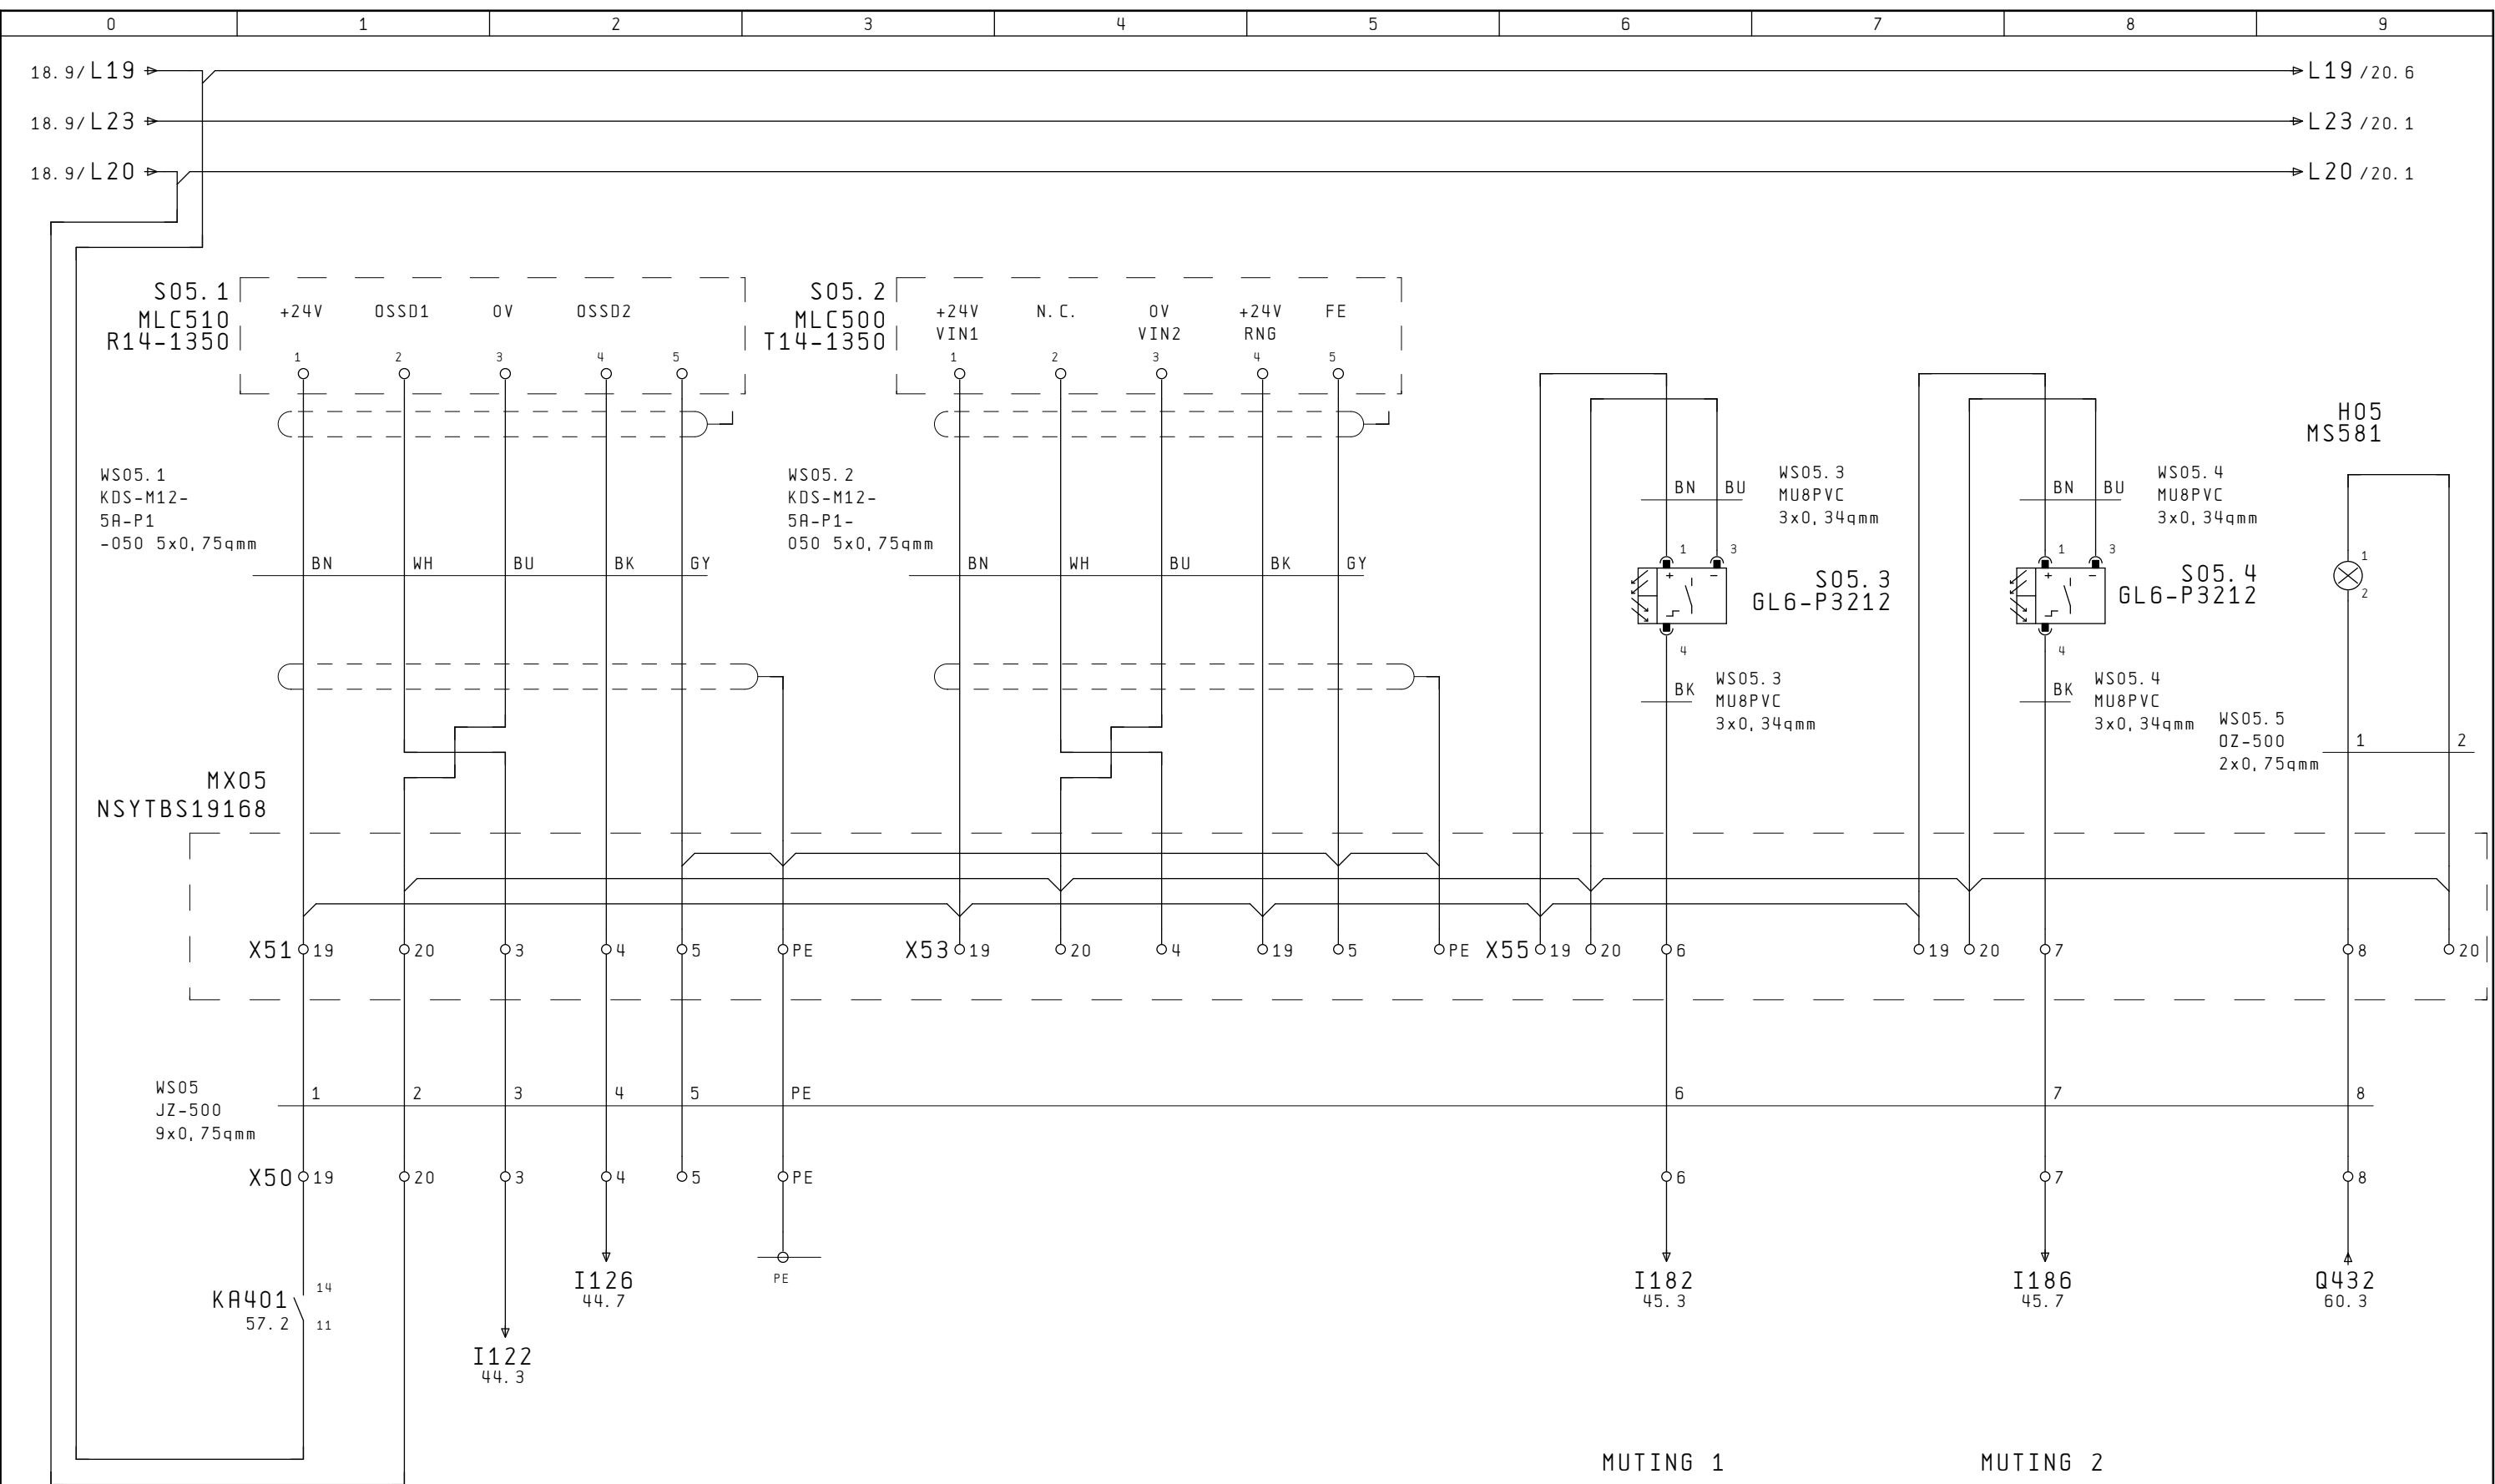 0 1 2 3 4 5 6 7 8 9
18.9/L19 L19/20.6
18.9/L23 L23/20.1
18.9/L20 L20/20.1
S05.1
MLC510
R14-1350
+24V OSSD1 0V OSSD2
1 2 3 4 5
S05.2
MLC500
T14-1350
+24V N.C. 0V +24V FE
VIN1 VIN2 RNG
1 2 3 4 5
H05
MS581
WS05.1
KDS-M12-
5A-P1
-050 5x0,75qmm
BN WH BU BK GY
WS05.2
KDS-M12-
5A-P1-
050 5x0,75qmm
BN WH BU BK GY
BN BU
WS05.3
MU8PVC
3x0,34qmm
1 3
+ -
S05.3
GL6-P3212
4
BK
WS05.3
MU8PVC
3x0,34qmm
BN BU
WS05.4
MU8PVC
3x0,34qmm
1 3
+ -
S05.4
GL6-P3212
4
BK
WS05.4
MU8PVC
3x0,34qmm
1
2
WS05.5
OZ-500
2x0,75qmm
1 2
MX05
NSYTBS19168
X51 19 20 3 4 5 PE X53 19 20 4 19 5 PE X55 19 20 6 19 20 7 8 20
WS05
JZ-500
9x0,75qmm
1 2 3 4 5 PE 6 7 8
X50 19 20 3 4 5 PE 6 7 8
KA401
57.2
14
11
I122
44.3
I126
44.7
PE
I182
45.3
I186
45.7
Q432
60.3
MUTING 1 MUTING 2